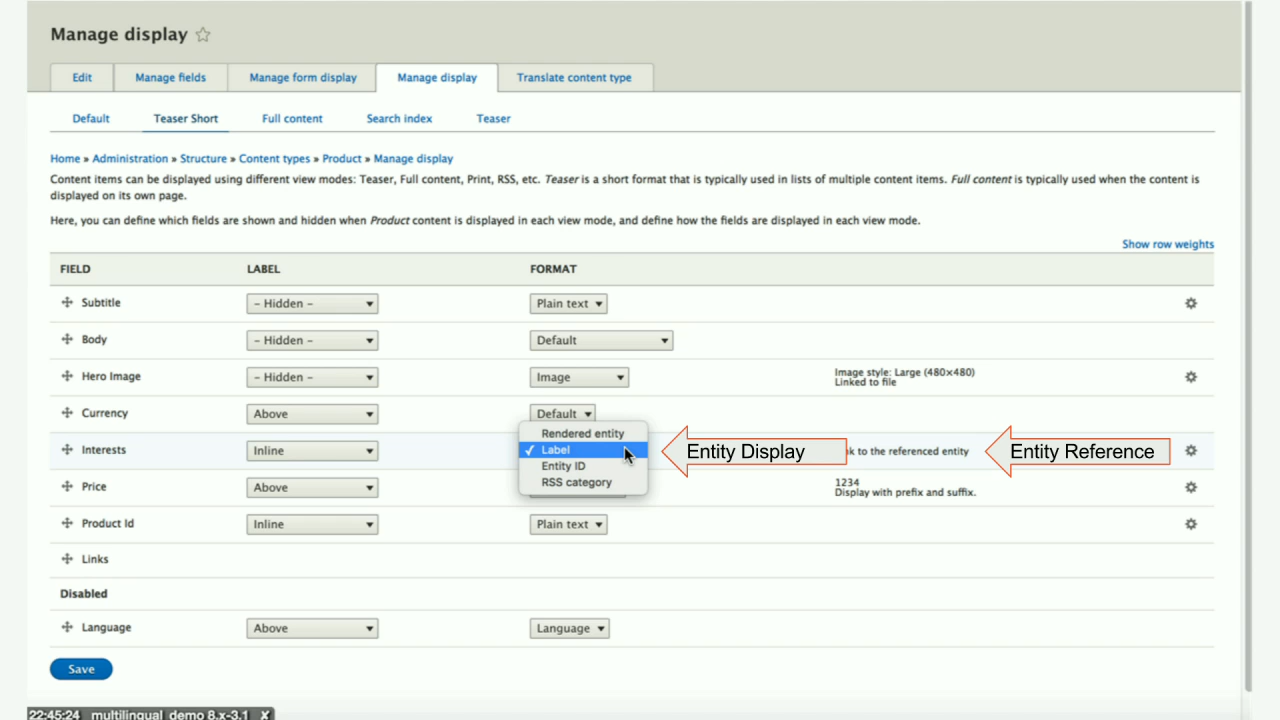 Manage display
Edit Manage fields Manage form display Manage display Translate content type
Default Teaser Short Full content Search index Teaser
Home » Administration » Structure » Content types » Product » Manage display
Content items can be displayed using different view modes: Teaser, Full content, Print, RSS, etc. Teaser is a short format that is typically used in lists of multiple content items. Full content is typically used when the content is
displayed on its own page.
Here, you can define which fields are shown and hidden when Product content is displayed in each view mode, and define how the fields are displayed in each view mode.
Show row weights
FIELD LABEL FORMAT
Subtitle - Hidden - Plain text
Body - Hidden - Default
Hero Image - Hidden - Image Image style: Large (480×480)
Linked to file
Currency Above Default
Rendered entity
Interests Inline Label Entity Display to the referenced entity Entity Reference
Entity ID
Price Above RSS category 1234
Display with prefix and suffix.
Product Id Inline Plain text
Links
Disabled
Language Above Language
Save
22:45:24 multilingual_demo 8.x-3.1 X